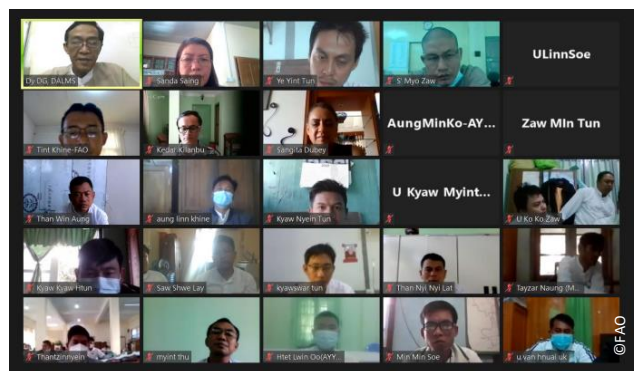 Dy DG, DALMS
Sanda Saing
Ye Yint Tun
S' Myo Zaw
ULinnSoe
Tint Khine-FAO
Kedar Kilanbu
Sangita Dubey
AungMinKo-AY...
Zaw MIn Tun
Than Win Aung
aung linn khine
Kyaw Nyein Tun
U Kyaw Myint...
U Ko Ko Zaw
Kyaw Kyaw Htun
Saw Shwe Lay
kyawswar tun
Than Nyi Nyi Lat
Tayzar Naung (M...
Thantzinnyein
myint thu
Htet Lwin Oo(AYY...
Min Min Soe
u van hnual uk
©FAO